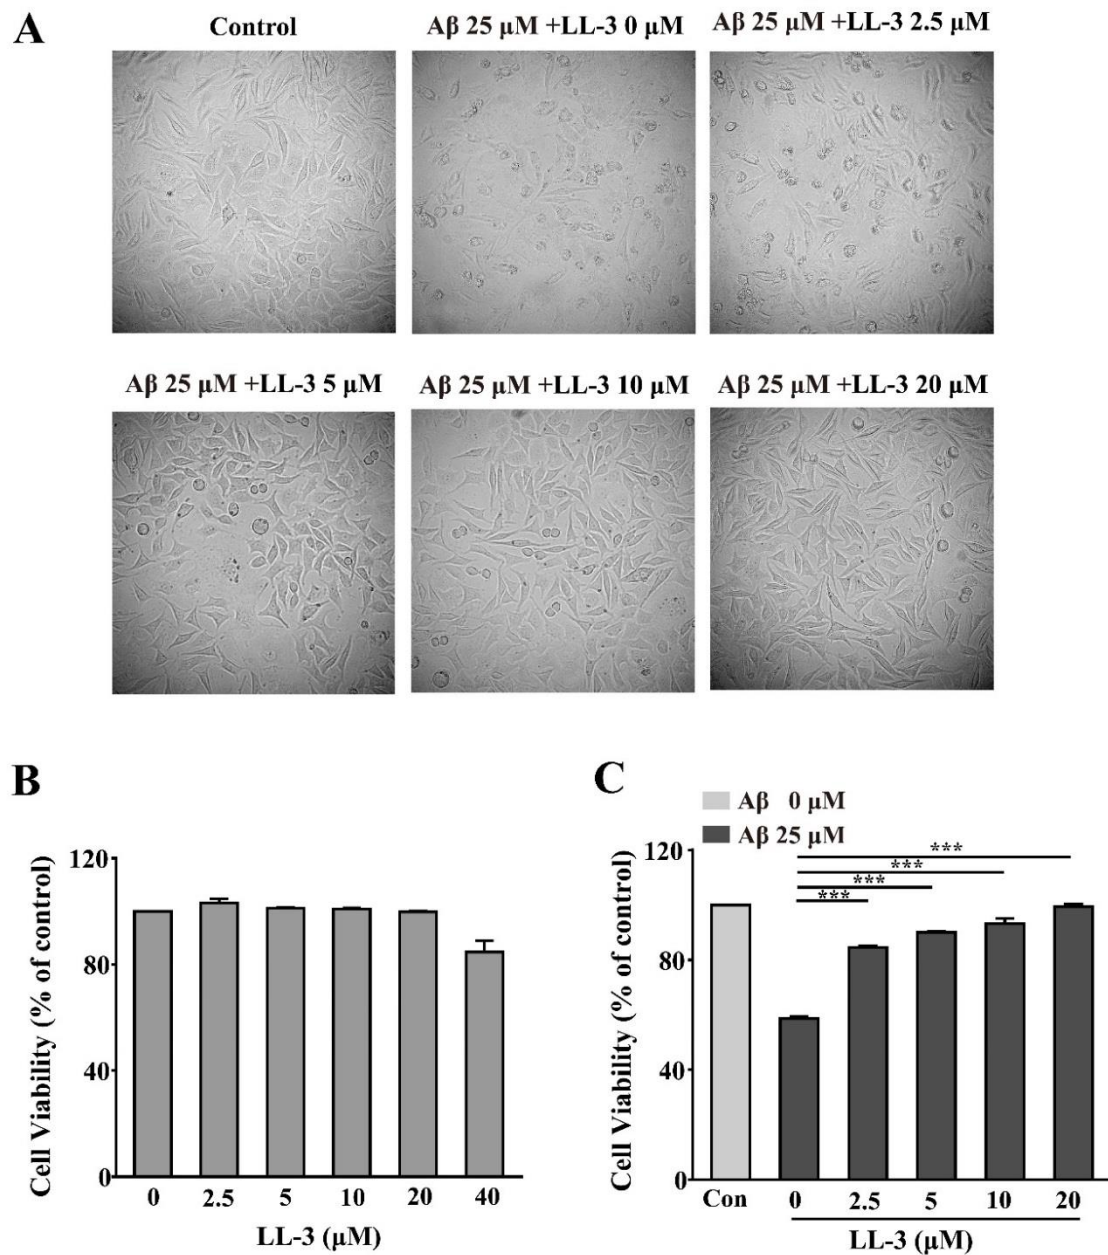 A
Control
Aβ 25 μM +LL-3 0 μM
Aβ 25 μM +LL-3 2.5 μM
Aβ 25 μM +LL-3 5 μM
Aβ 25 μM +LL-3 10 μM
Aβ 25 μM +LL-3 20 μM
B
Cell Viability (% of control)
120
80
40
0
0 2.5 5 10 20 40
LL-3 (μM)
C
Aβ 0 μM
Aβ 25 μM
Cell Viability (% of control)
120
80
40
0
***
***
***
***
Con 0 2.5 5 10 20
LL-3 (μM)